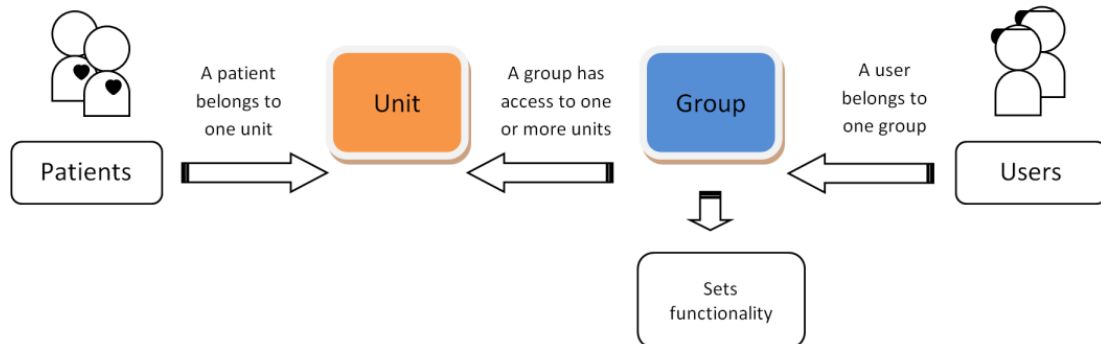 A patient
belongs to
one unit
Unit
A group has
access to one
or more units
Group
A user
belongs to
one group
Patients
Users
Sets
functionality